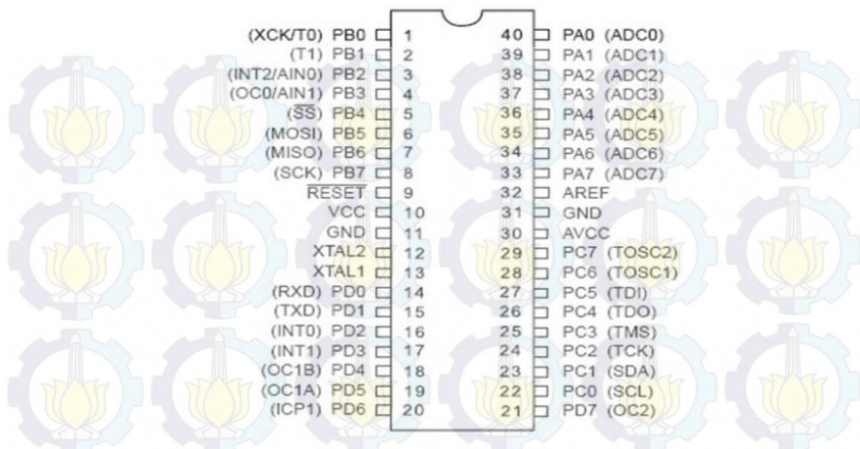 (XCK/T0) PB0 1 40 PA0 (ADC0)
(T1) PB1 2 39 PA1 (ADC1)
(INT2/AIN0) PB2 3 38 PA2 (ADC2)
(OC0/AIN1) PB3 4 37 PA3 (ADC3)
(SS) PB4 5 36 PA4 (ADC4)
(MOSI) PB5 6 35 PA5 (ADC5)
(MISO) PB6 7 34 PA6 (ADC6)
(SCK) PB7 8 33 PA7 (ADC7)
RESET 9 32 AREF
VCC 10 31 GND
GND 11 30 AVCC
XTAL2 12 29 PC7 (TOSC2)
XTAL1 13 28 PC6 (TOSC1)
(RXD) PD0 14 27 PC5 (TDI)
(TXD) PD1 15 26 PC4 (TDO)
(INT0) PD2 16 25 PC3 (TMS)
(INT1) PD3 17 24 PC2 (TCK)
(OC1B) PD4 18 23 PC1 (SDA)
(OC1A) PD5 19 22 PC0 (SCL)
(ICP1) PD6 20 21 PD7 (OC2)